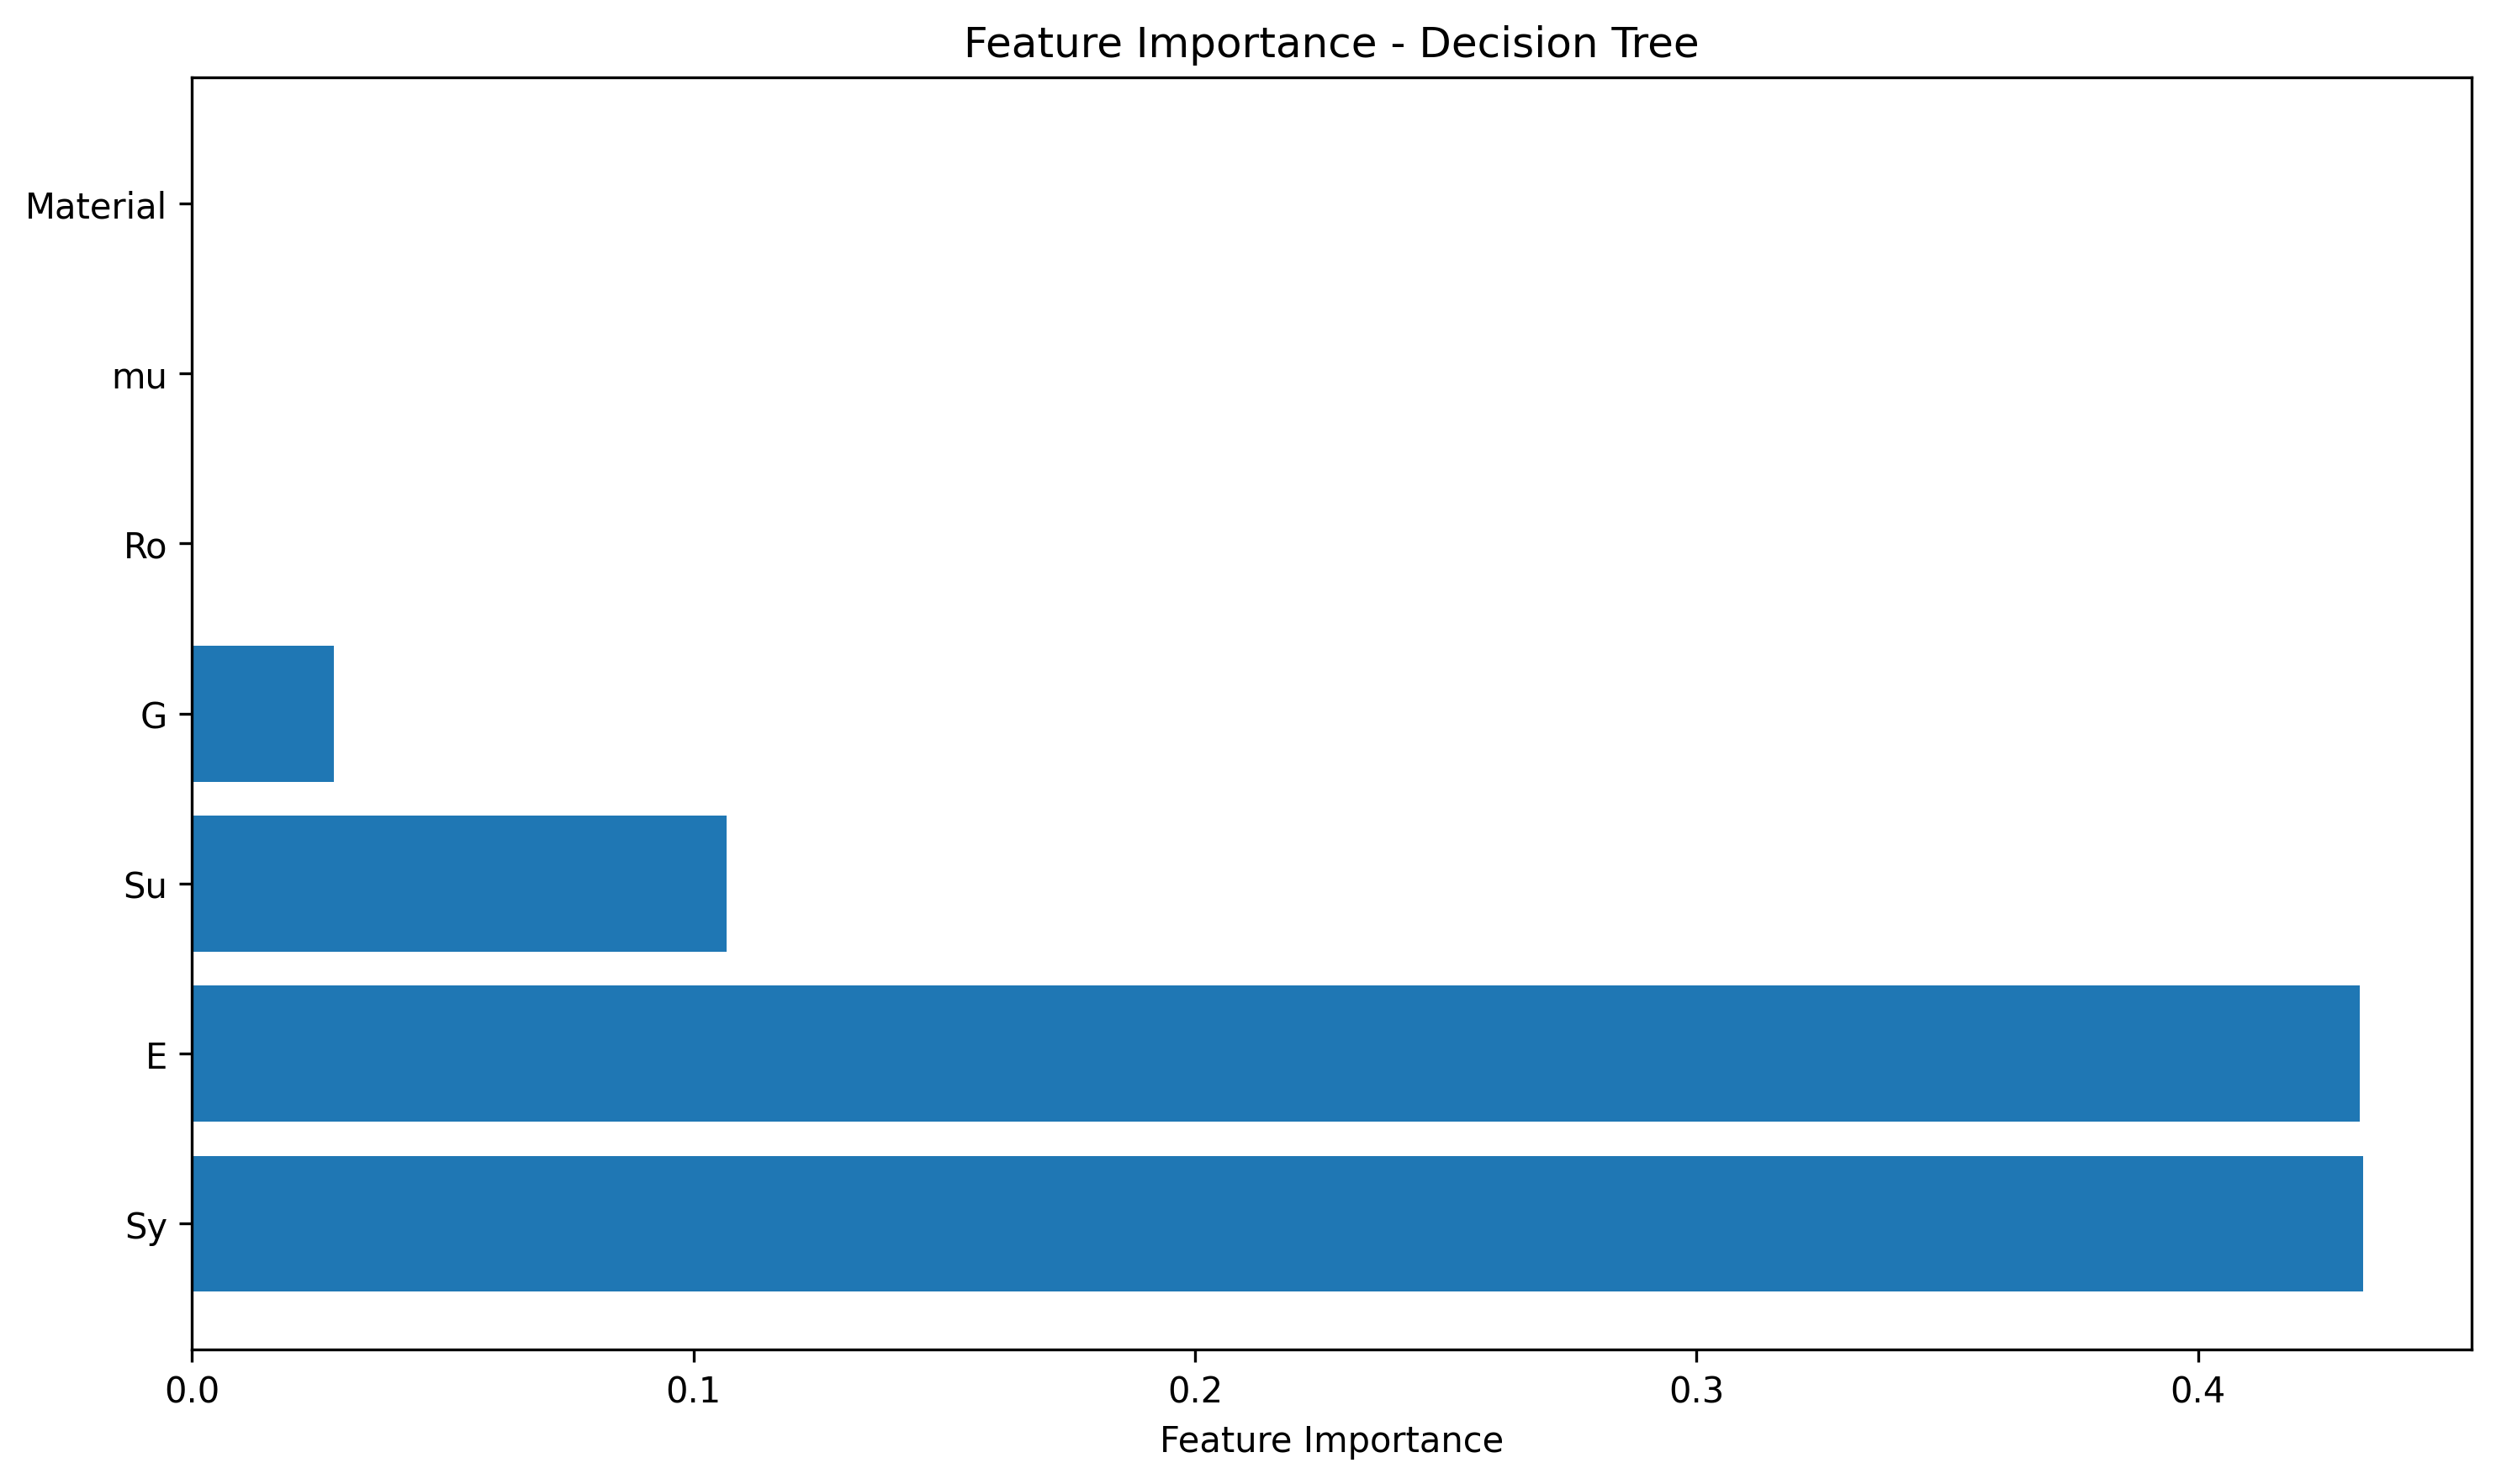 Feature Importance - Decision Tree
Material
mu
Ro
G
Su
E
Sy
0.0 0.1 0.2 0.3 0.4
Feature Importance